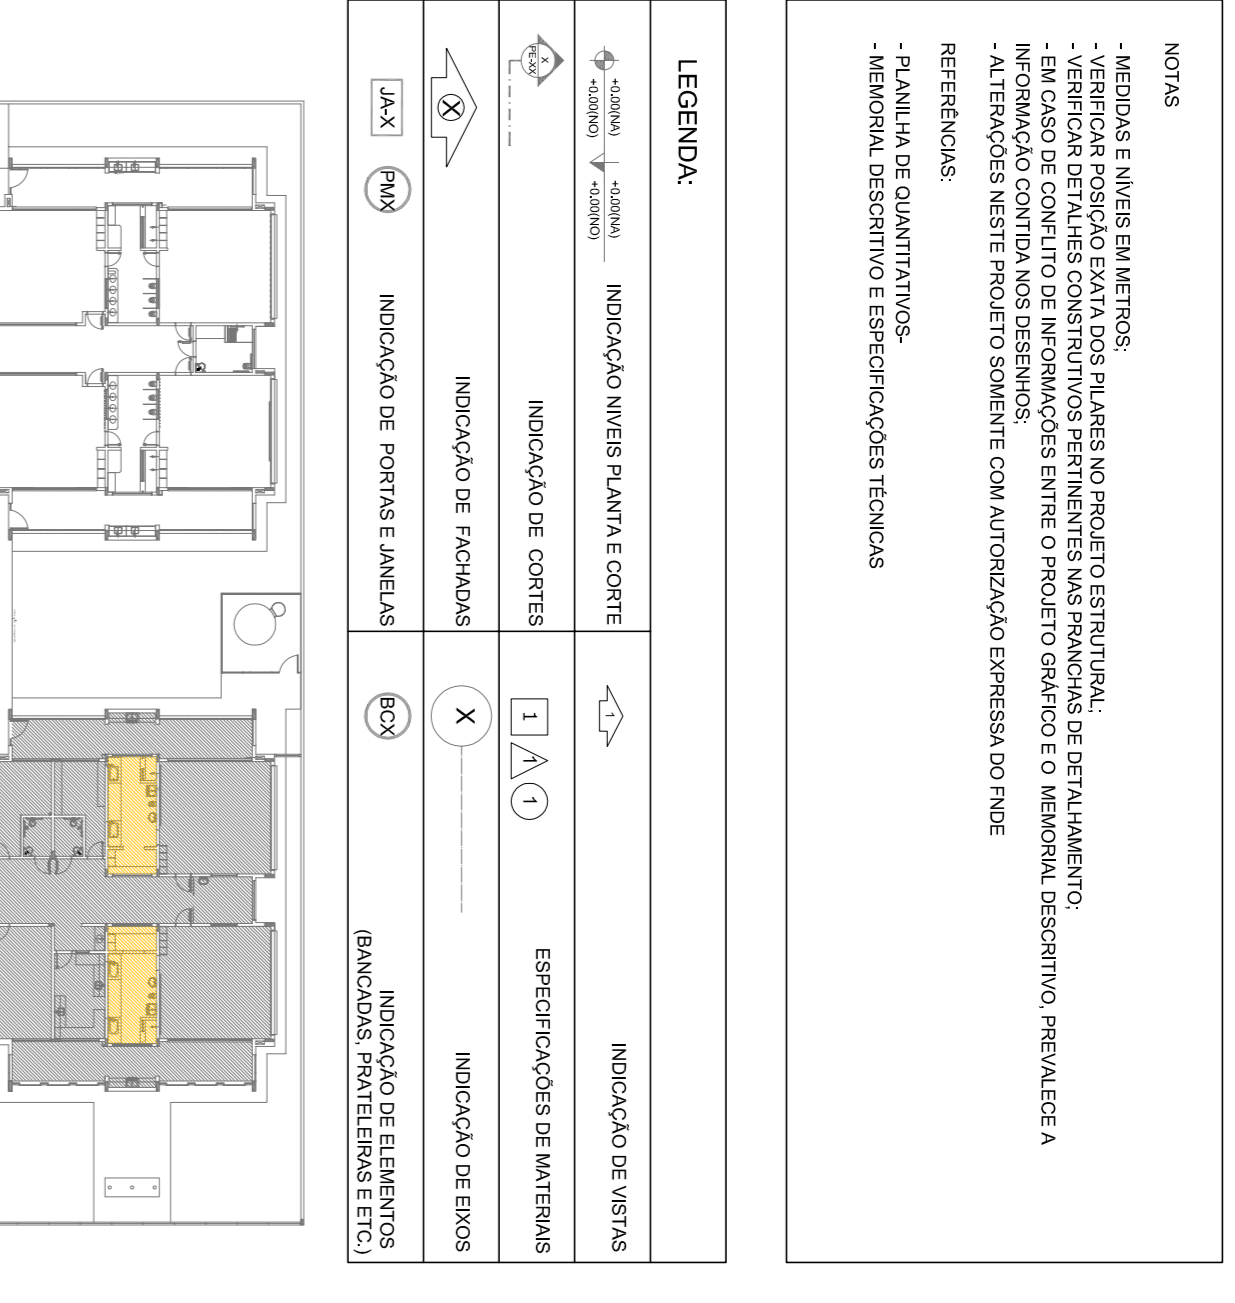 NOTAS
- MEDIDAS E NÍVEIS EM METROS;
- VERIFICAR POSIÇÃO EXATA DOS PILARES NO PROJETO ESTRUTURAL;
- VERIFICAR DETALHES CONSTRUTIVOS PERTINENTES NAS PRANCHAS DE DETALHAMENTO;
- EM CASO DE CONFLITO DE INFORMAÇÕES ENTRE O PROJETO GRÁFICO E O MEMORIAL DESCRITIVO, PREVALECE A
INFORMAÇÃO CONTIDA NOS DESENHOS;
- ALTERAÇÕES NESTE PROJETO SOMENTE COM AUTORIZAÇÃO EXPRESSA DO FNDE
REFERÊNCIAS:
- PLANILHA DE QUANTITATIVOS-
- MEMORIAL DESCRITIVO E ESPECIFICAÇÕES TÉCNICAS
LEGENDA:
+0.00(NA) +0.00(NA)
+0.00(NO) +0.00(NO)
INDICAÇÃO NIVEIS PLANTA E CORTE
1
INDICAÇÃO DE VISTAS
X
PE-XX
INDICAÇÃO DE CORTES
1 1 1
ESPECIFICAÇÕES DE MATERIAIS
X
INDICAÇÃO DE FACHADAS
X
INDICAÇÃO DE EIXOS
JA-X PMX
INDICAÇÃO DE PORTAS E JANELAS
BCX
INDICAÇÃO DE ELEMENTOS
(BANCADAS, PRATELEIRAS E ETC.)